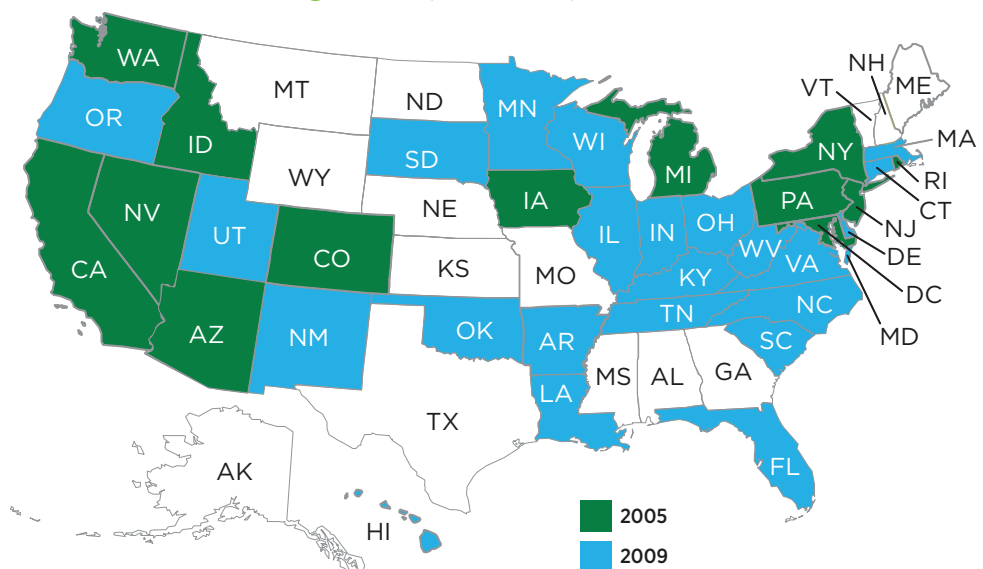 WA
MT
ND
MN
NH
VT
ME
OR
ID
SD
WI
MI
NY
MA
WY
RI
NV
UT
NE
IA
IL
IN
OH
PA
CT
NJ
DE
CA
CO
KS
MO
KY
WV
VA
DC
MD
AZ
NM
OK
AR
TN
NC
SC
MS
AL
GA
LA
TX
AK
FL
HI
2005
2009